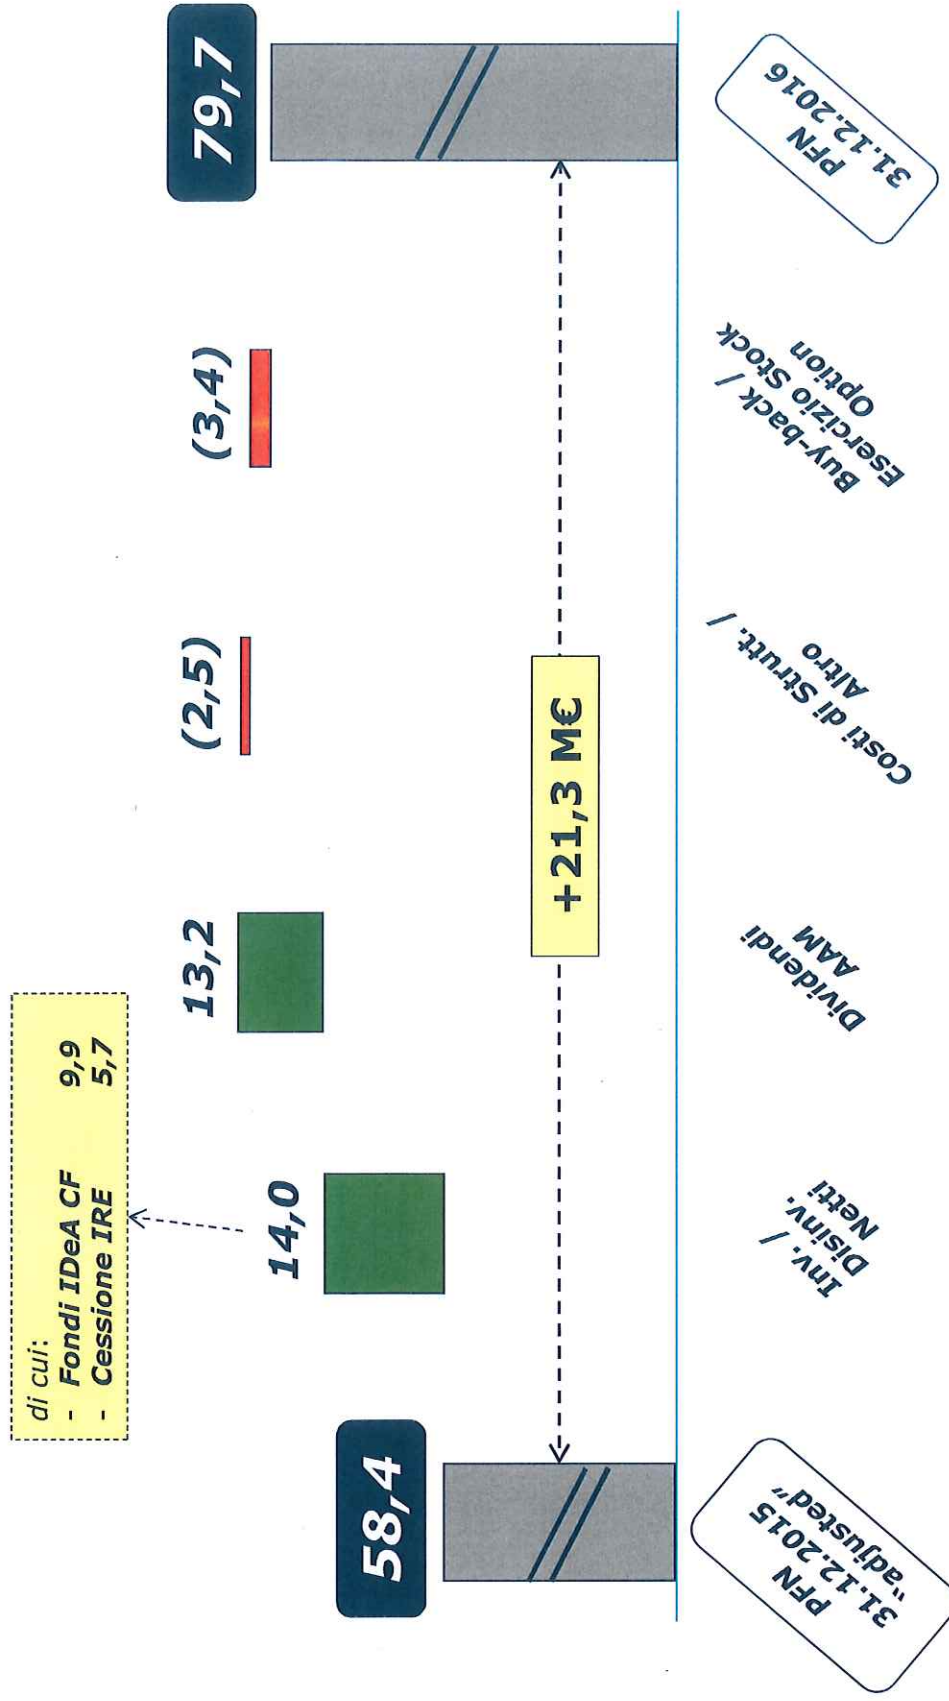 di cui:
- Fondi IDeA CF 9,9
- Cessione IRE 5,7
58,4
14,0
13,2
(2,5)
(3,4)
79,7
+21,3 M€
PFN
31.12.2015
“adjusted”
Inv. /
Disinv.
Netti
Dividendi
AAM
Costi di Strutt. /
Altro
Buy-back /
Esercizio Stock
Option
PFN
31.12.2016